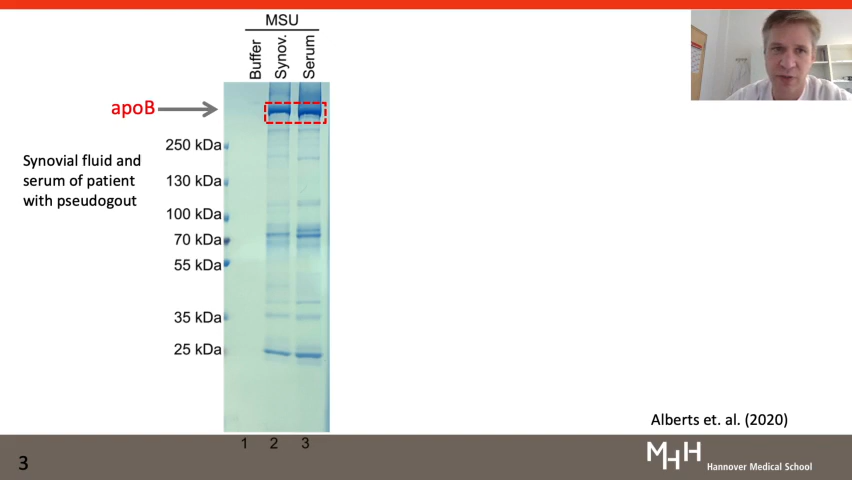 MSU
Buffer
Synov.
Serum
apoB
250 kDa
130 kDa
100 kDa
70 kDa
55 kDa
35 kDa
25 kDa
Synovial fluid and
serum of patient
with pseudogout
1 2 3
Alberts et. al. (2020)
3
MHH Hannover Medical School